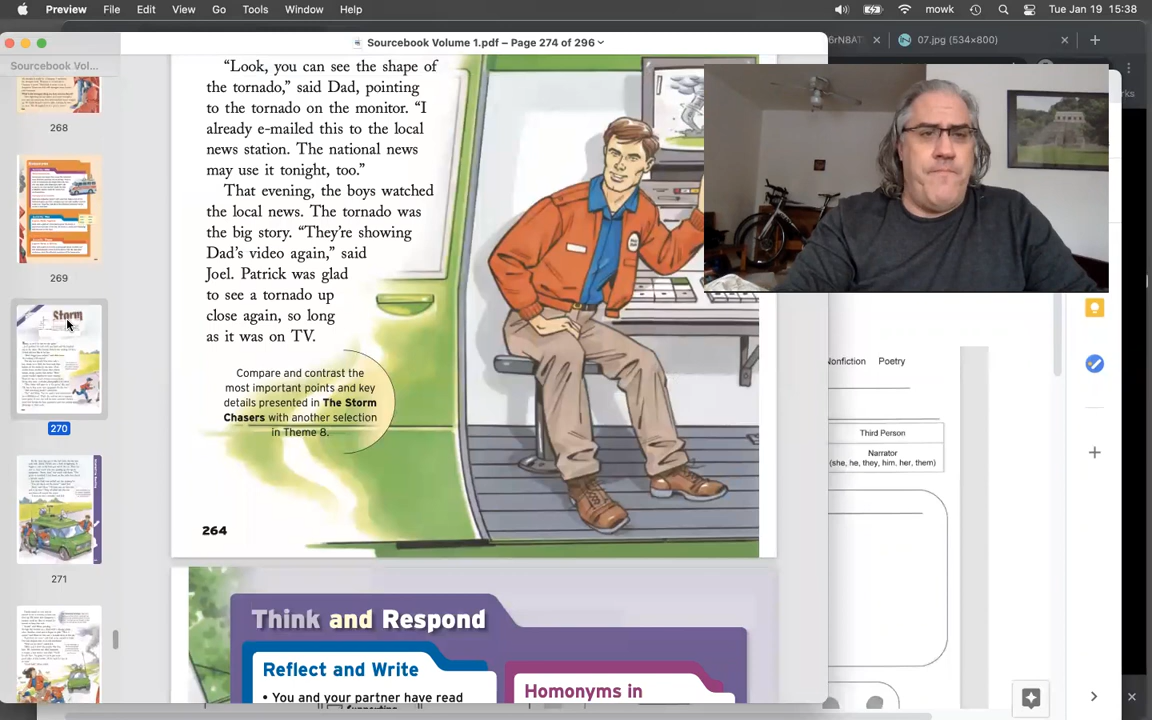 Preview File Edit View Go Tools Window Help
mowk Tue Jan 19 15:38
Sourcebook Volume 1.pdf – Page 274 of 296
6rN8AT
07.jpg (534×800)
Sourcebook Vol...
268
269
Storm
270
271
“Look, you can see the shape of
the tornado,” said Dad, pointing
to the tornado on the monitor. “I
already e-mailed this to the local
news station. The national news
may use it tonight, too.”
That evening, the boys watched
the local news. The tornado was
the big story. “They’re showing
Dad’s video again,” said
Joel. Patrick was glad
to see a tornado up
close again, so long
as it was on TV.
Compare and contrast the
most important points and key
details presented in The Storm
Chasers with another selection
in Theme 8.
264
Think and Respond
Reflect and Write
• You and your partner have read
Homonyms in
Nonfiction Poetry
Third Person
Narrator
(she, he, they, him, her, them)